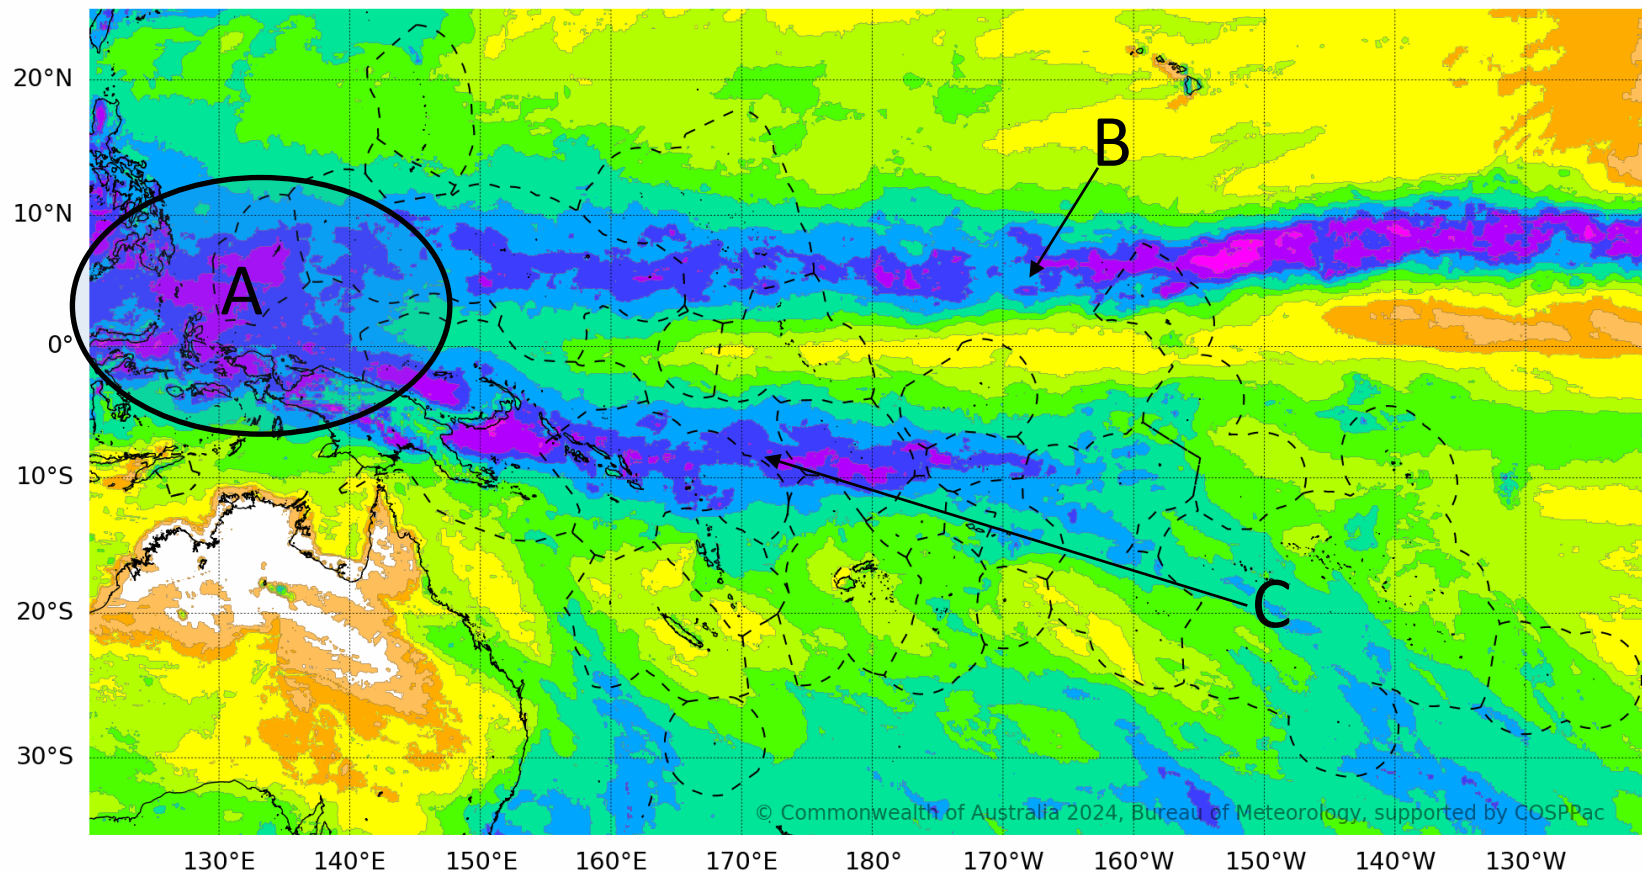 20°N
10°N
0°
10°S
20°S
30°S
A
B
C
© Commonwealth of Australia 2024, Bureau of Meteorology, supported by COSPPac
130°E 140°E 150°E 160°E 170°E 180° 170°W 160°W 150°W 140°W 130°W